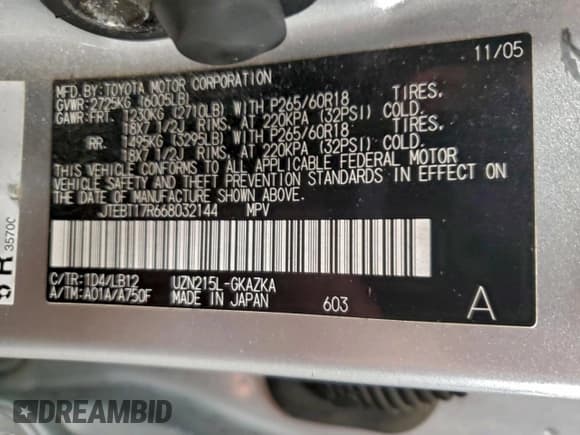 11/05
MFD.BY:TOYOTA MOTOR CORPORATION
GVWR:2725KG (6005LB)
GAWR:FRT. 1230KG (2710LB) WITH P265/60R18 TIRES,
18X7 1/2J RIMS, AT 220KPA (32PSI) COLD.
RR. 1495KG (3295LB) WITH P265/60R18 TIRES,
18X7 1/2J RIMS, AT 220KPA (32PSI) COLD.
THIS VEHICLE CONFORMS TO ALL APPLICABLE FEDERAL MOTOR
VEHICLE SAFETY AND THEFT PREVENTION STANDARDS IN EFFECT ON
THE DATE OF MANUFACTURE SHOWN ABOVE.
JTEBT17R668032144 MPV
C/TR:1D4/LB12 UZN215L-GKAZKA
A/TM:A01A/A750F MADE IN JAPAN 603 A
3570C
DREAMBID